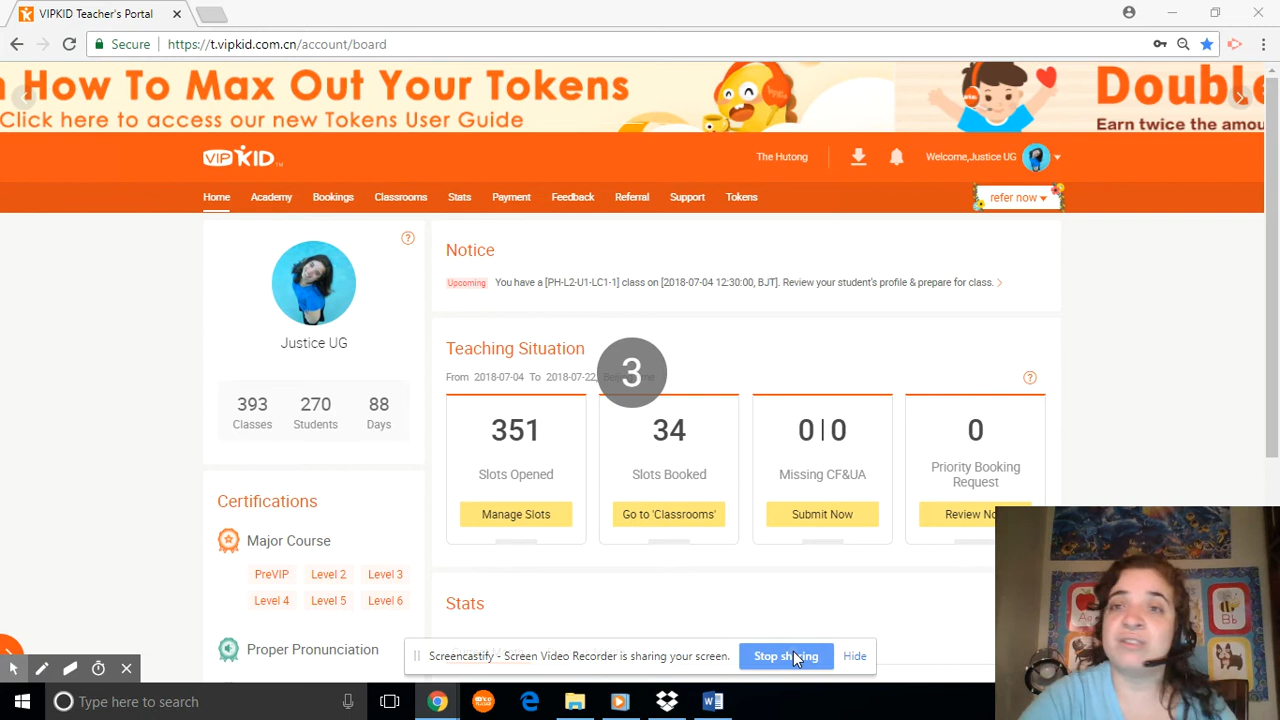 VIPKID Teacher's Portal
Secure
https://t.vipkid.com.cn/account/board
How To Max Out Your Tokens
Click here to access our new Tokens User Guide
Earn twice the amou
VIPKID
The Hutong
Welcome,Justice UG
Home Academy Bookings Classrooms Stats Payment Feedback Referral Support Tokens
refer now
Justice UG
393 270 88
Classes Students Days
Notice
Upcoming You have a [PH-L2-U1-LC1-1] class on [2018-07-04 12:30:00, BJT]. Review your student's profile & prepare for class.
Teaching Situation
3
From 2018-07-04 To 2018-07-22,
351
Slots Opened
Manage Slots
34
Slots Booked
Go to 'Classrooms'
0|0
Missing CF&UA
Submit Now
0
Priority Booking
Request
Review No
Certifications
Major Course
PreVIP Level 2 Level 3
Level 4 Level 5 Level 6
Proper Pronunciation
Stats
Screencastify - Screen Video Recorder is sharing your screen.
Stop sharing
Hide
Type here to search
Bb